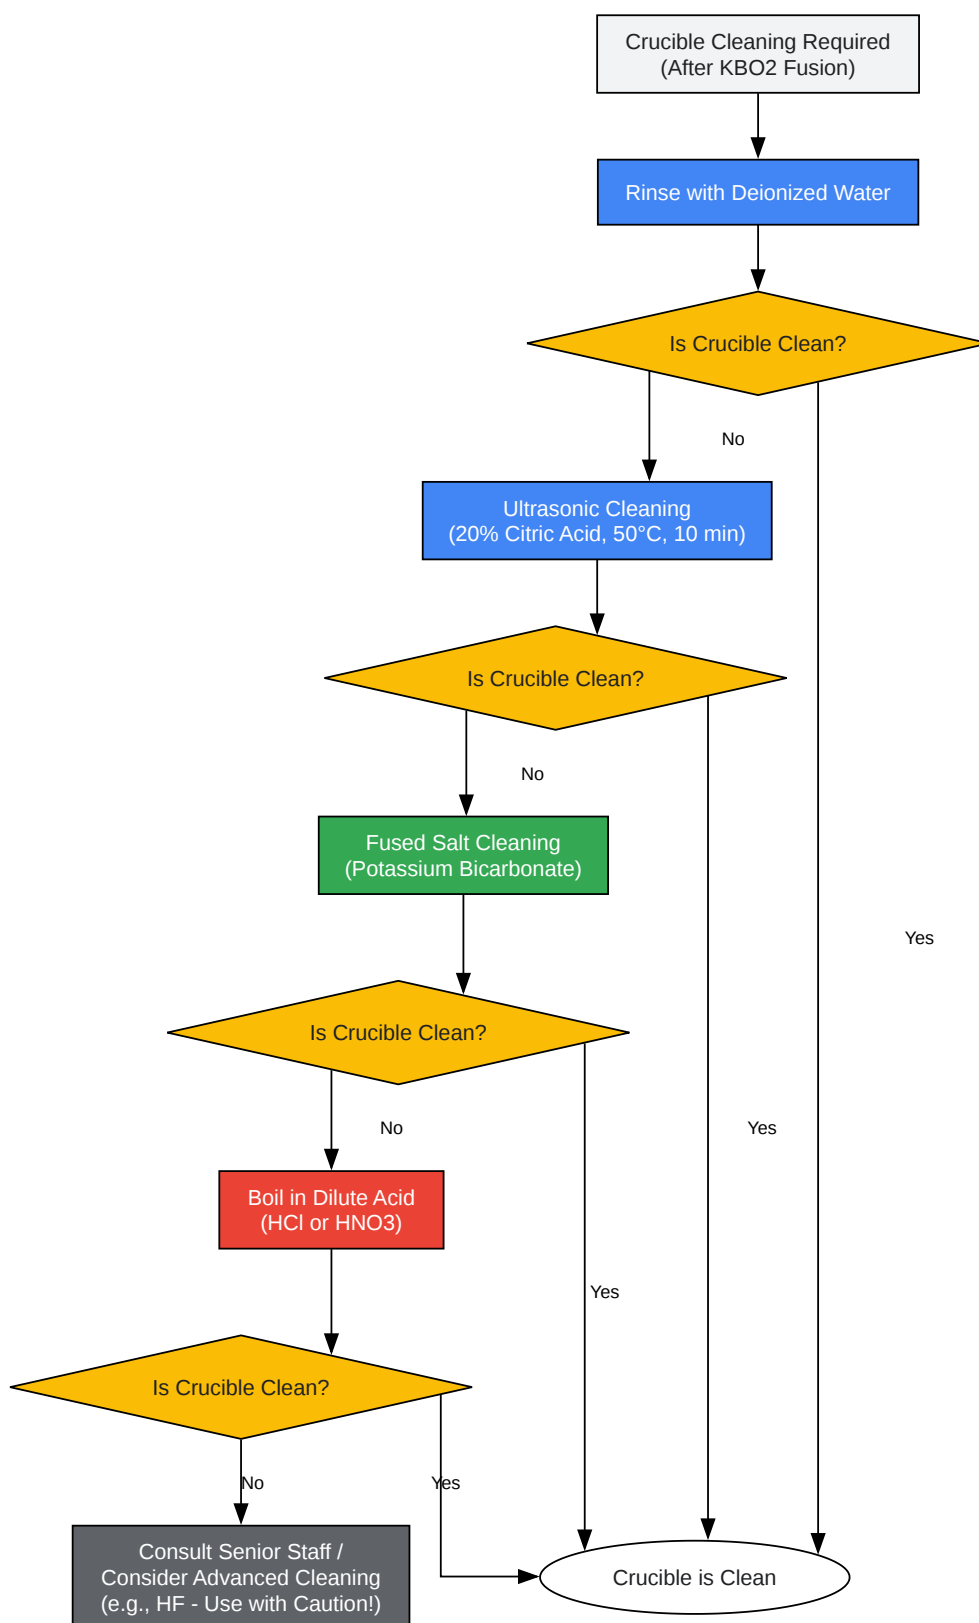 Crucible Cleaning Required
(After KBO2 Fusion)
Rinse with Deionized Water
Is Crucible Clean?
No
Ultrasonic Cleaning
(20% Citric Acid, 50°C, 10 min)
Is Crucible Clean?
No
Fused Salt Cleaning
(Potassium Bicarbonate)
Yes
Is Crucible Clean?
No
Yes
Boil in Dilute Acid
(HCl or HNO3)
Yes
Is Crucible Clean?
No
Yes
Consult Senior Staff /
Consider Advanced Cleaning
(e.g., HF - Use with Caution!)
Crucible is Clean